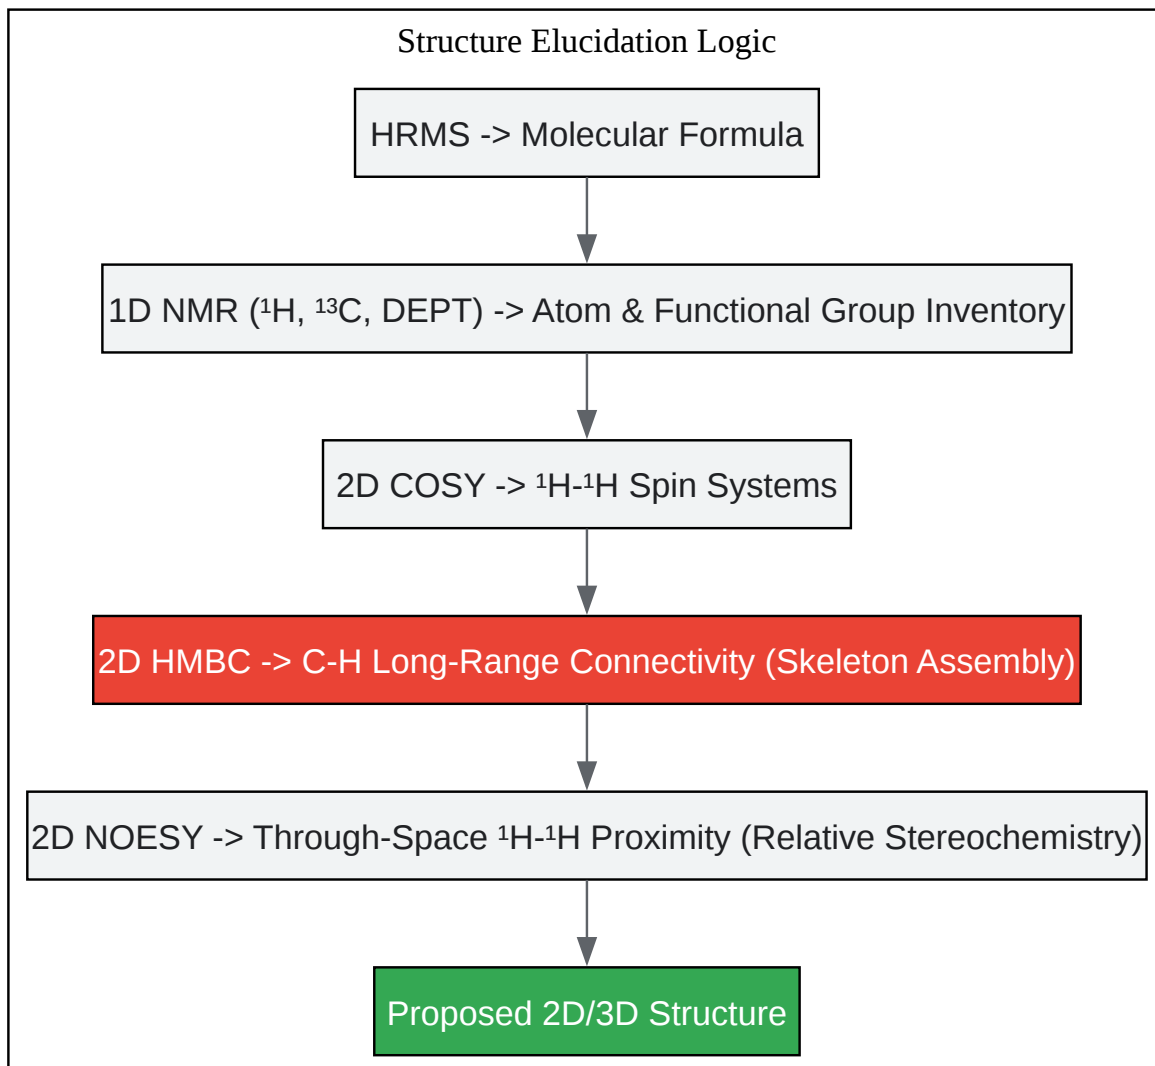 Structure Elucidation Logic
HRMS -> Molecular Formula
1D NMR (¹H, ¹³C, DEPT) -> Atom & Functional Group Inventory
2D COSY -> ¹H-¹H Spin Systems
2D HMBC -> C-H Long-Range Connectivity (Skeleton Assembly)
2D NOESY -> Through-Space ¹H-¹H Proximity (Relative Stereochemistry)
Proposed 2D/3D Structure